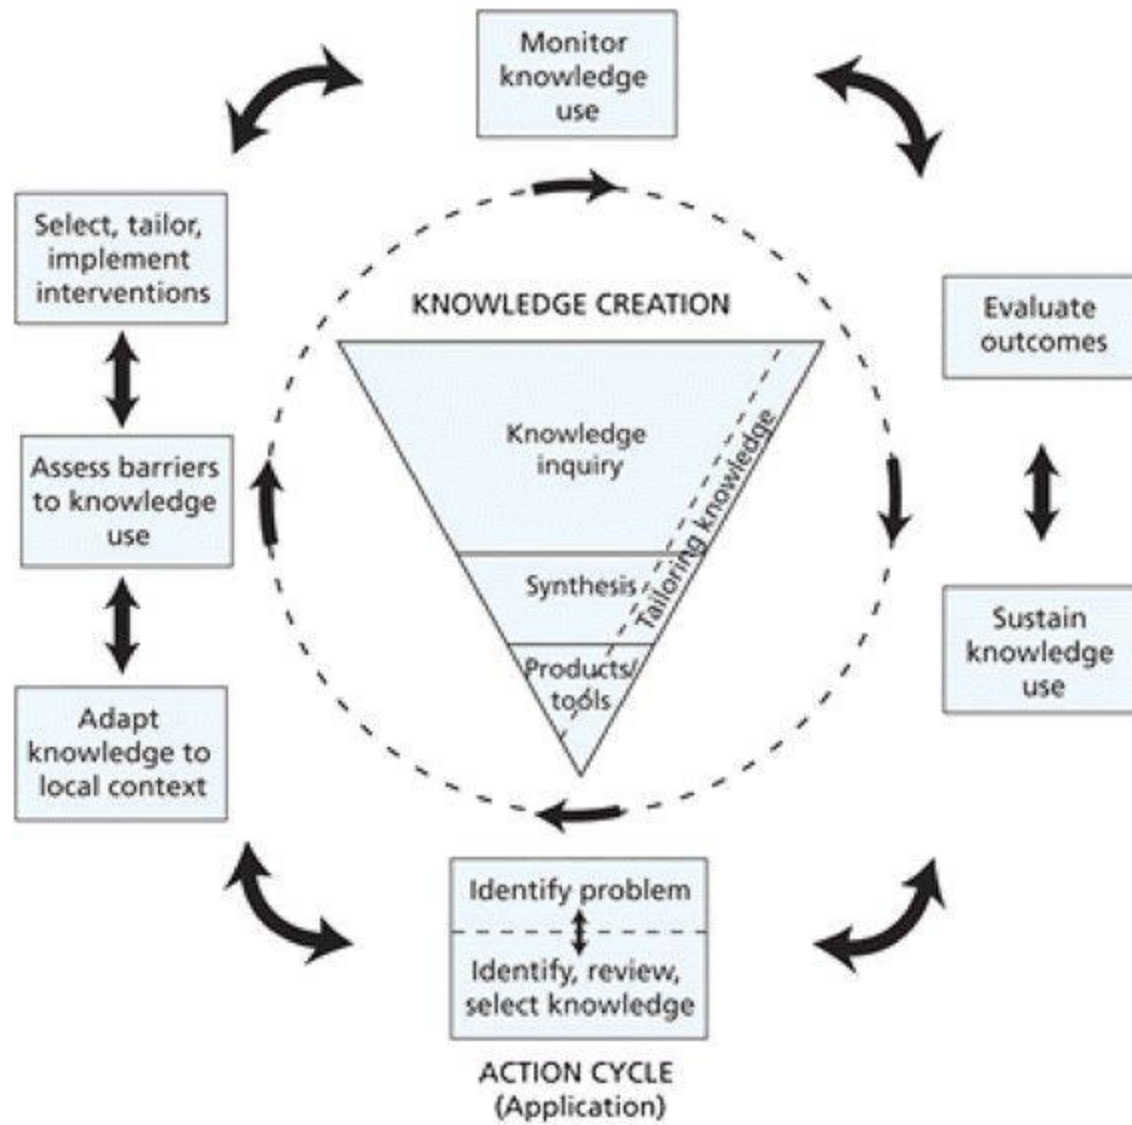 Monitor
knowledge
use
Select, tailor,
implement
interventions
KNOWLEDGE CREATION
Evaluate
outcomes
Knowledge
inquiry
Tailoring knowledge
Assess barriers
to knowledge
use
Synthesis
Sustain
knowledge
use
Products/
tools
Adapt
knowledge to
local context
Identify problem
Identify, review,
select knowledge
ACTION CYCLE
(Application)